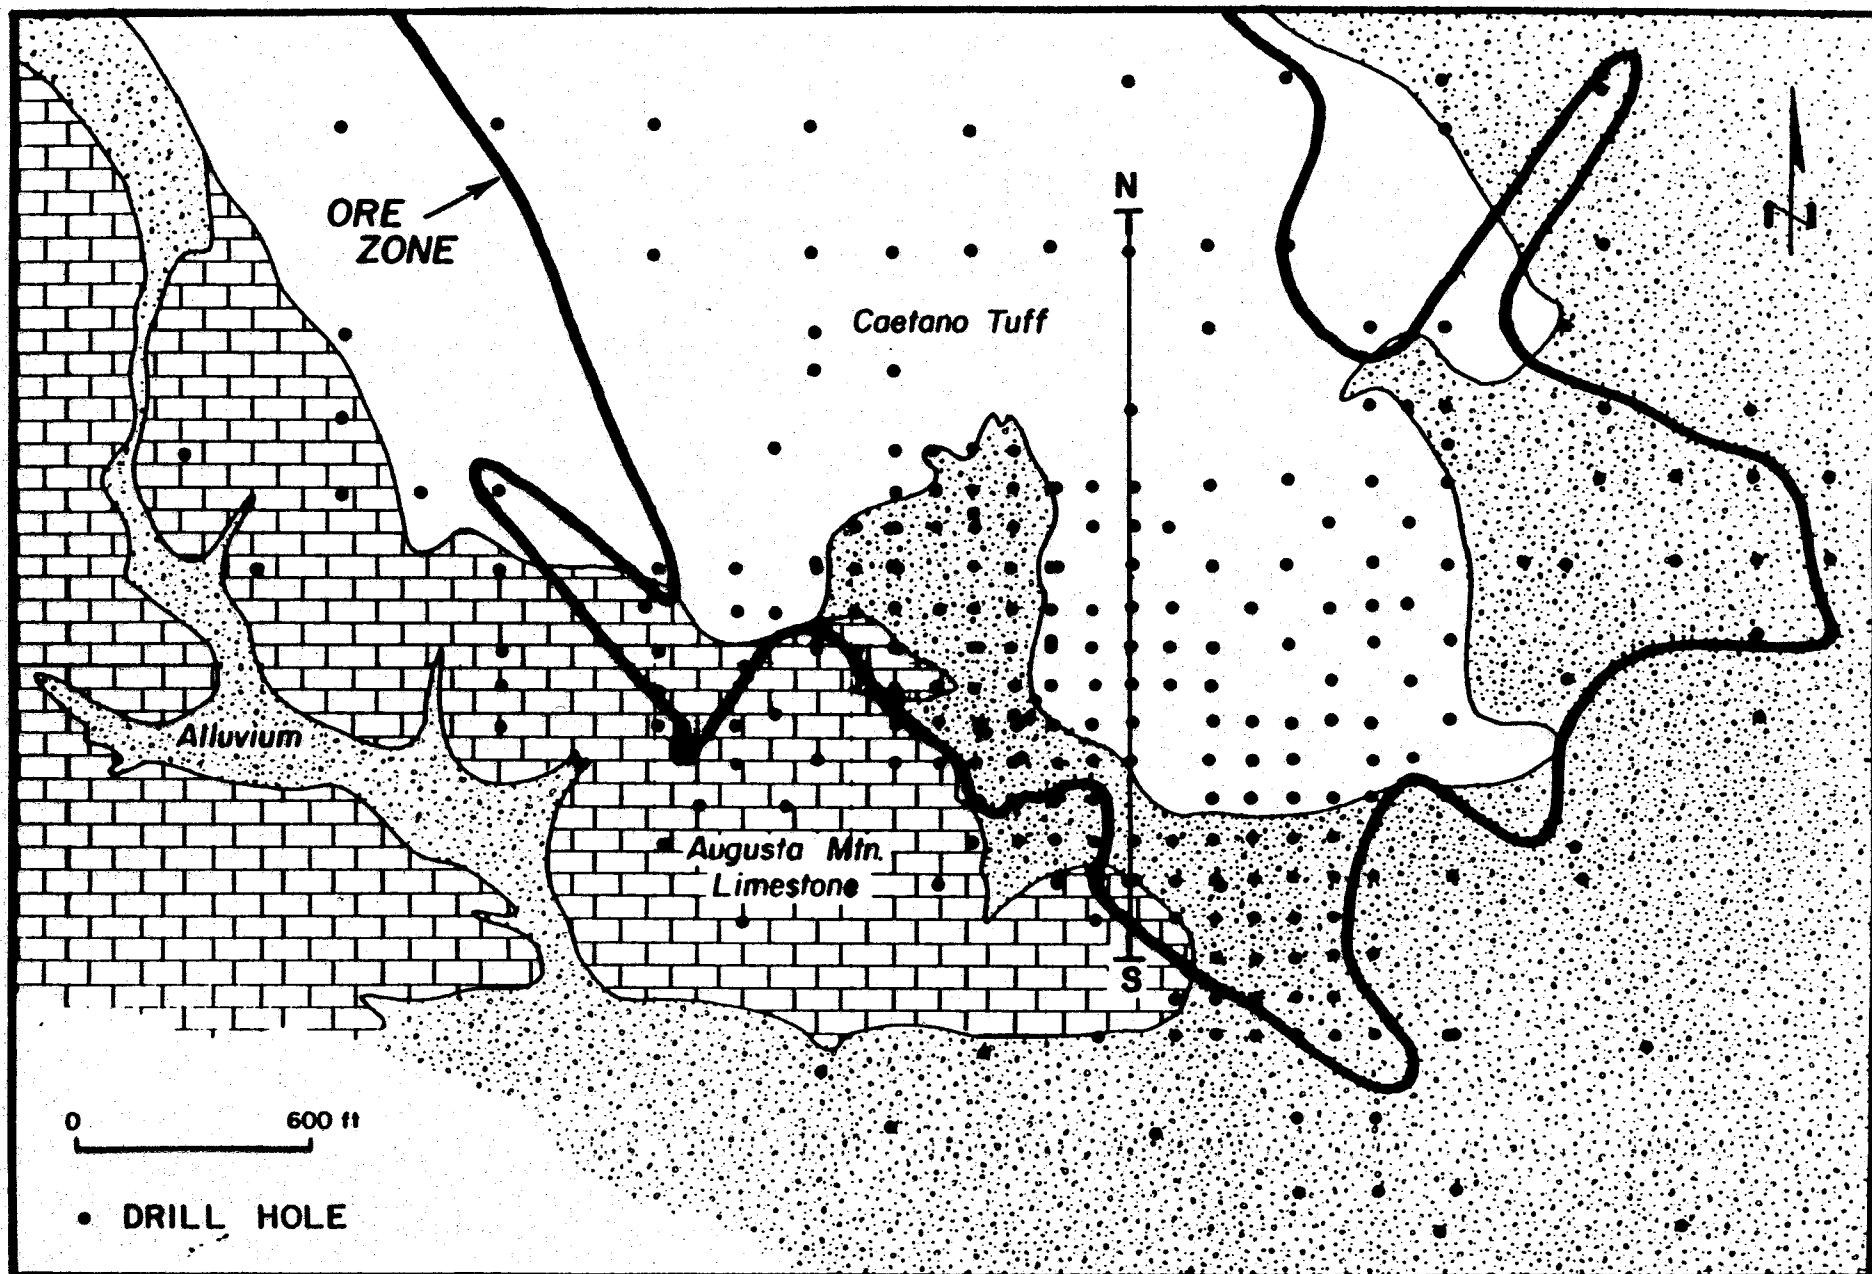 N
ORE
ZONE
Z
Caetano Tuff
Alluvium
Augusta Mtn.
Limestone
S
0 600 ft
DRILL HOLE